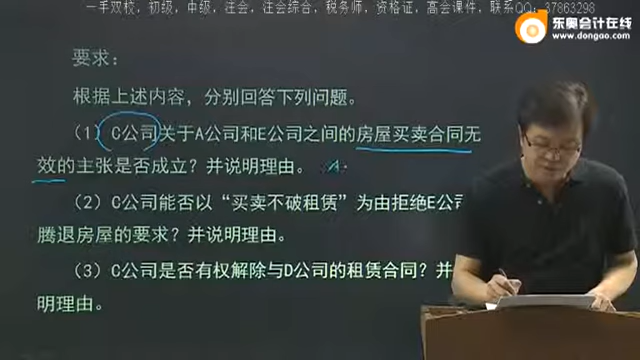 一手双校，初级，中级，注会，注会综合，税务师，资格证，高会课件，联系QQ：37863298
东奥会计在线
www.dongao.com
要求：
根据上述内容，分别回答下列问题。
（1）C公司关于A公司和E公司之间的房屋买卖合同无
效的主张是否成立？并说明理由。 A
（2）C公司能否以“买卖不破租赁”为由拒绝E公司
腾退房屋的要求？并说明理由。
（3）C公司是否有权解除与D公司的租赁合同？并
明理由。